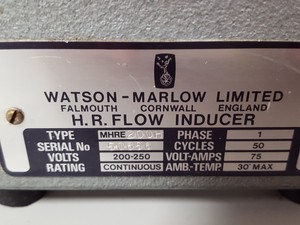 WATSON-MARLOW LIMITED
FALMOUTH CORNWALL ENGLAND
H.R. FLOW INDUCER
TYPE MHRE PHASE 1
SERIAL No CYCLES 50
VOLTS 200-250 VOLT-AMPS 75
RATING CONTINUOUS AMB-TEMP 30° MAX